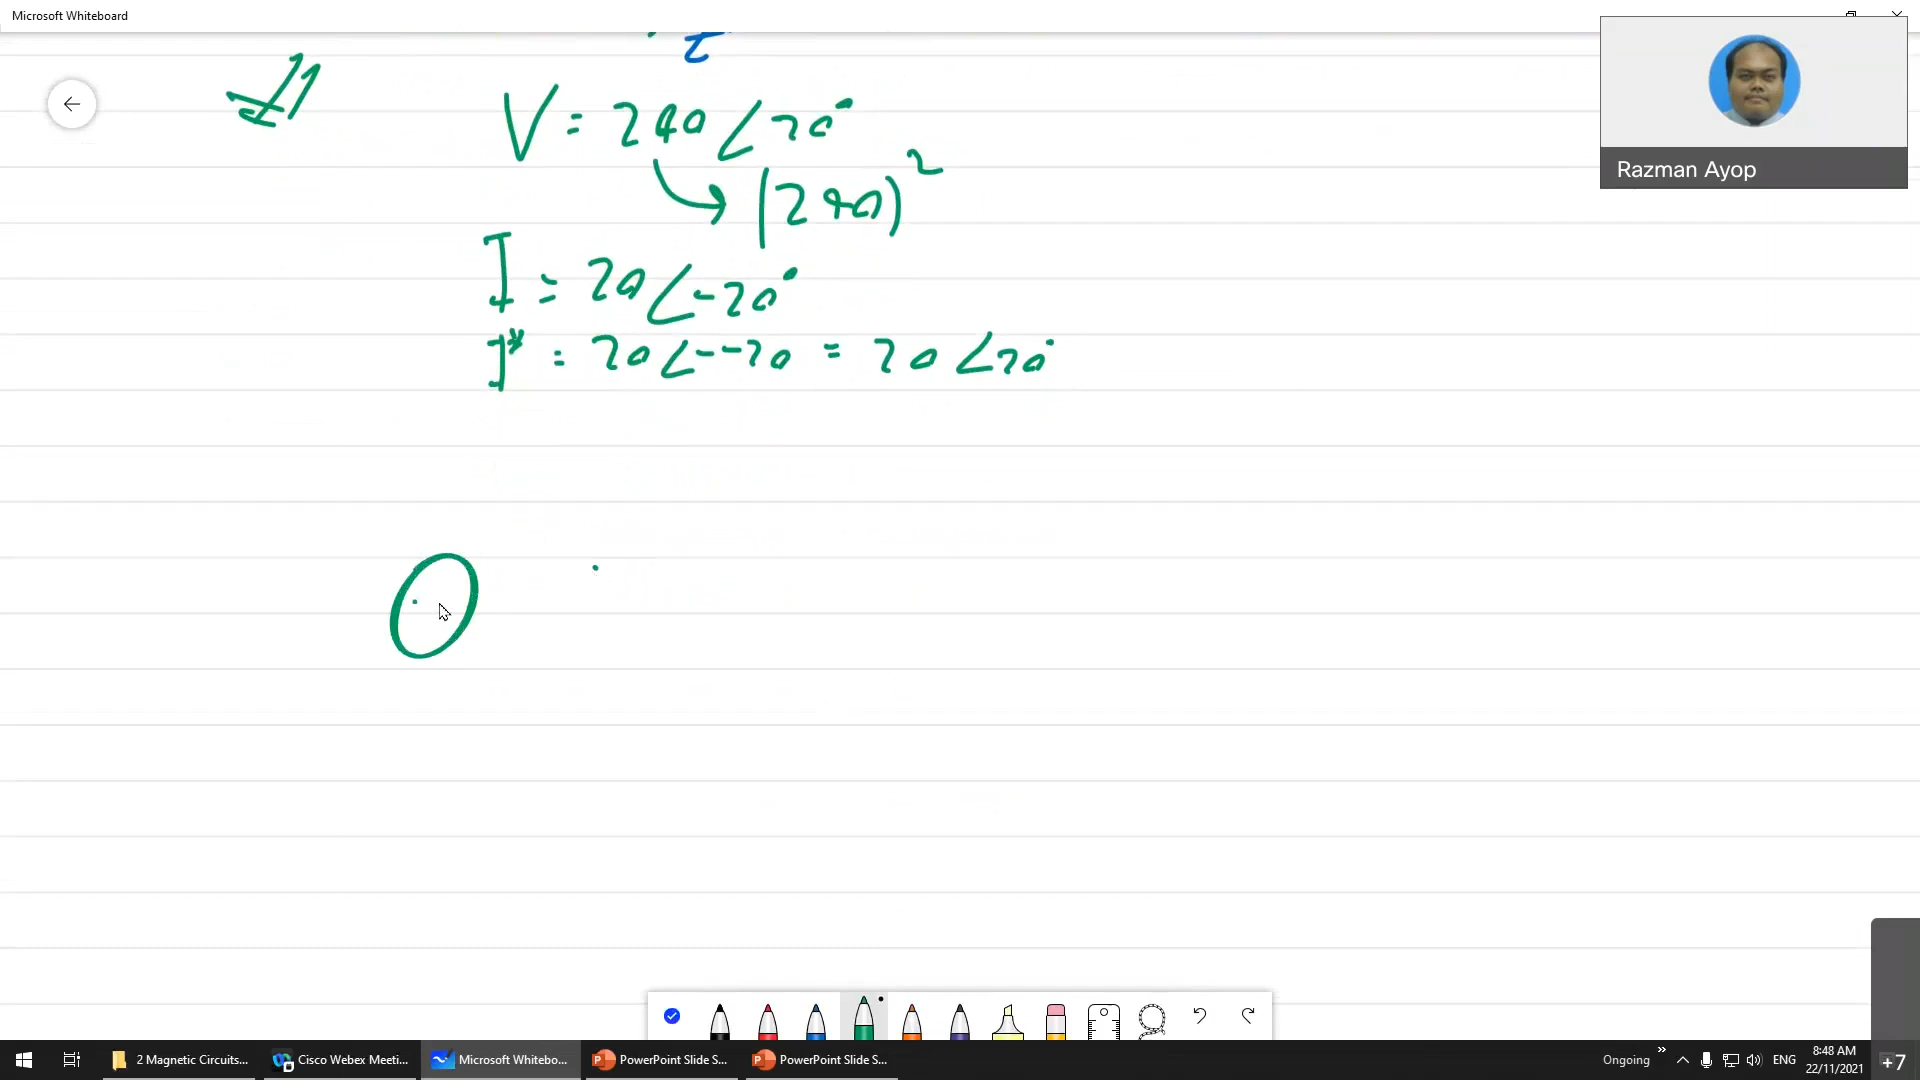 Microsoft Whiteboard
V = 240 ∠20°
(240)²
I = 20 ∠-20°
I* = 20 ∠--20 = 20 ∠20°
Razman Ayop
2 Magnetic Circuits...
Cisco Webex Meeti...
Microsoft Whitebo...
PowerPoint Slide S...
PowerPoint Slide S...
Ongoing
ENG
8:48 AM
22/11/2021
+7